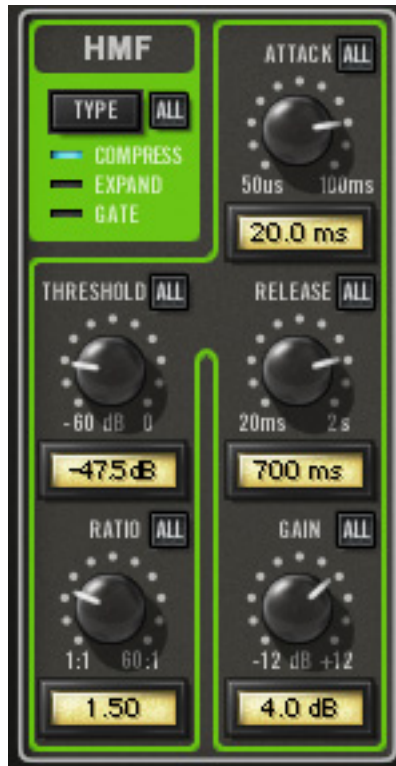 HMF
TYPE ALL
COMPRESS
EXPAND
GATE
ATTACK ALL
50us 100ms
20.0 ms
THRESHOLD ALL
-60 dB 0
-47.5 dB
RELEASE ALL
20ms 2s
700 ms
RATIO ALL
1:1 60:1
1.50
GAIN ALL
-12 dB +12
4.0 dB